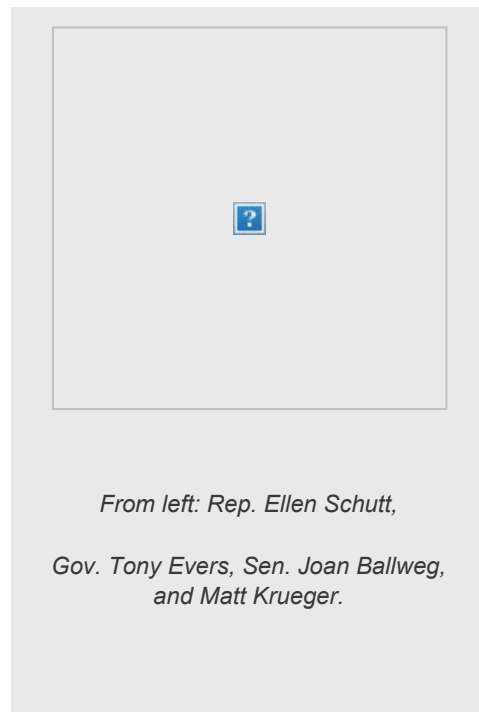 From left: Rep. Ellen Schutt,
Gov. Tony Evers, Sen. Joan Ballweg,
and Matt Krueger.